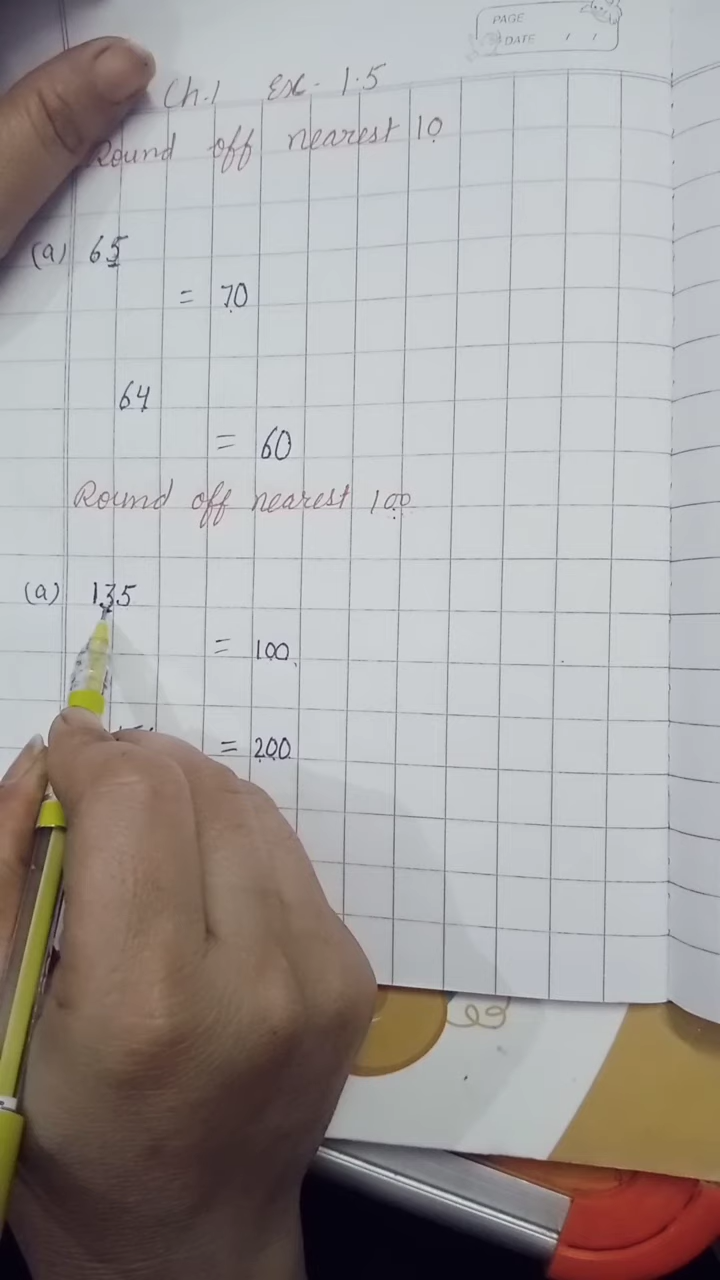 PAGE
DATE / /
Ch.1 Ex- 1.5
Round off nearest 10
(a) 65
= 70
64
= 60
Round off nearest 100
(a) 135
= 100
= 200